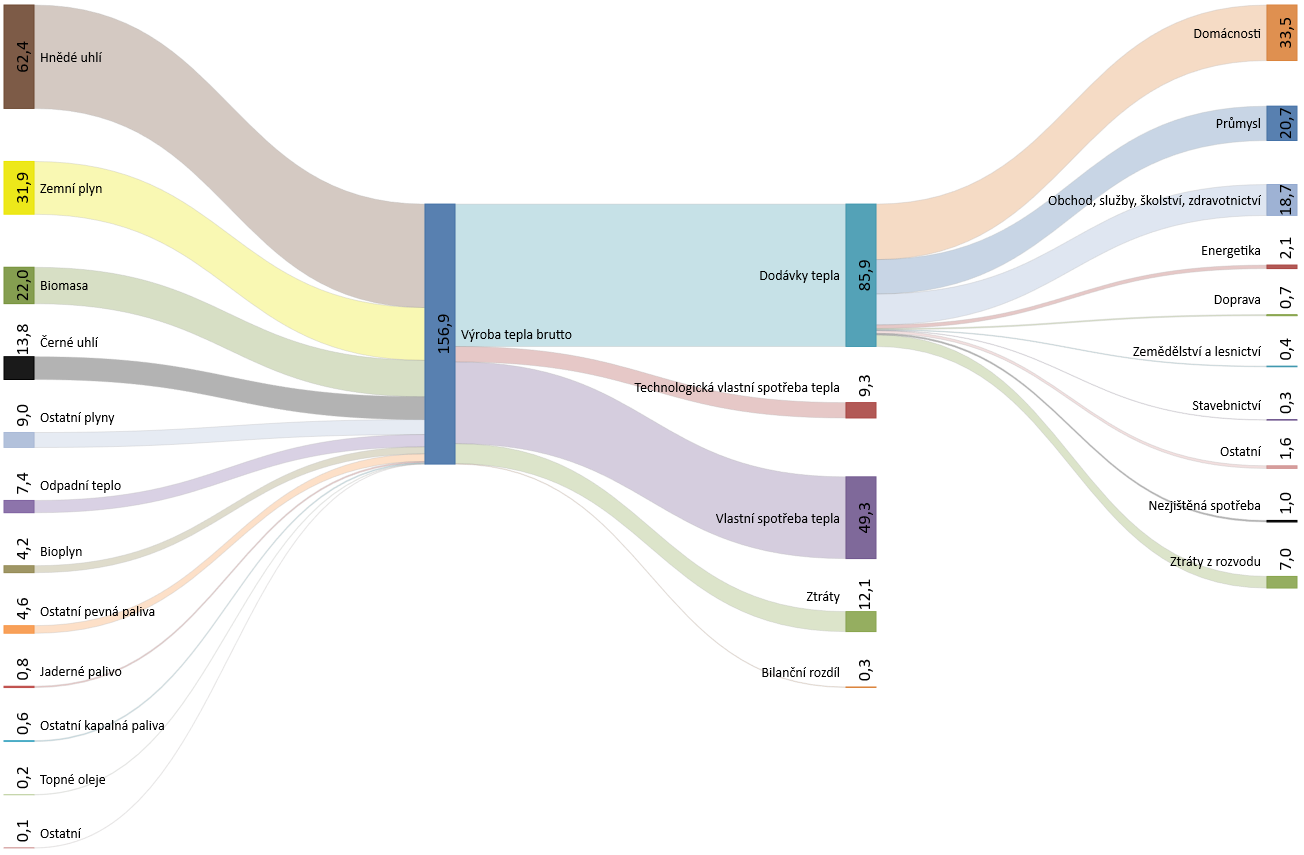 62,4
Hnědé uhlí
31,9
Zemní plyn
22,0
Biomasa
13,8
Černé uhlí
9,0
Ostatní plyny
7,4
Odpadní teplo
4,2
Bioplyn
4,6
Ostatní pevná paliva
0,8
Jaderné palivo
0,6
Ostatní kapalná paliva
0,2
Topné oleje
0,1
Ostatní
156,9
Výroba tepla brutto
Dodávky tepla
85,9
Technologická vlastní spotřeba tepla
9,3
Vlastní spotřeba tepla
49,3
Ztráty
12,1
Bilanční rozdíl
0,3
Domácnosti
33,5
Průmysl
20,7
Obchod, služby, školství, zdravotnictví
18,7
Energetika
2,1
Doprava
0,7
Zemědělství a lesnictví
0,4
Stavebnictví
0,3
Ostatní
1,6
Nezjištěná spotřeba
1,0
Ztráty z rozvodu
7,0